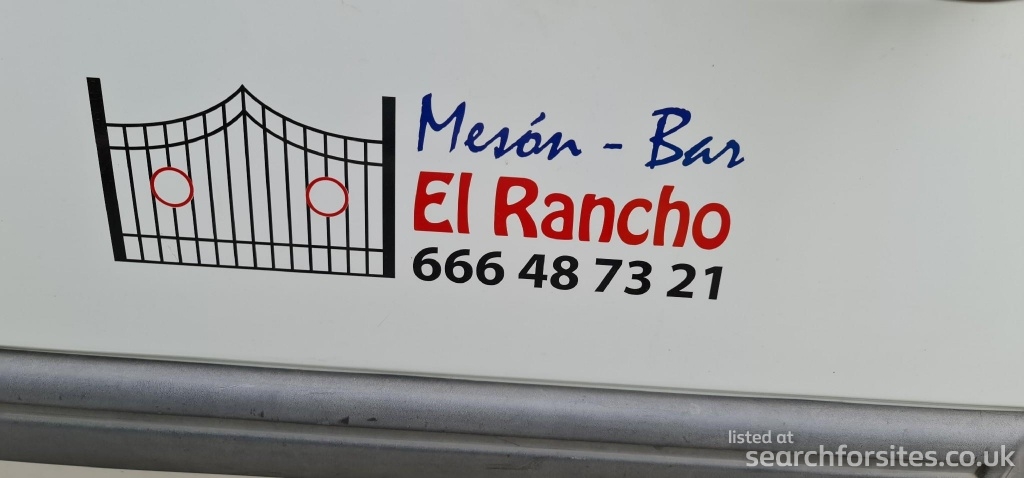 Mesón - Bar
El Rancho
666 48 73 21
listed at
searchforsites.co.uk